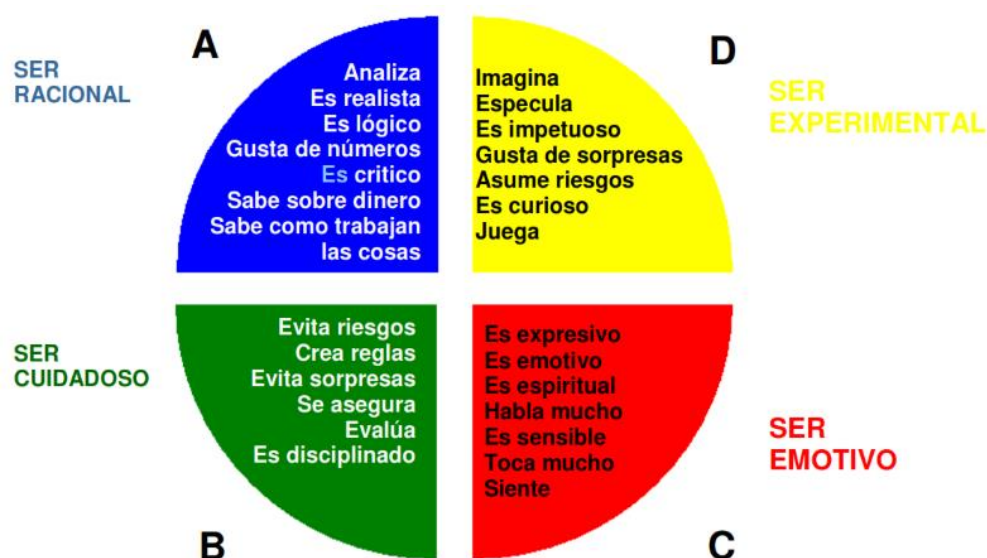 A
SER
RACIONAL
Analiza
Es realista
Es lógico
Gusta de números
Es critico
Sabe sobre dinero
Sabe como trabajan
las cosas
D
SER
EXPERIMENTAL
Imagina
Especula
Es impetuoso
Gusta de sorpresas
Asume riesgos
Es curioso
Juega
SER
CUIDADOSO
Evita riesgos
Crea reglas
Evita sorpresas
Se asegura
Evalúa
Es disciplinado
B
Es expresivo
Es emotivo
Es espiritual
Habla mucho
Es sensible
Toca mucho
Siente
SER
EMOTIVO
C